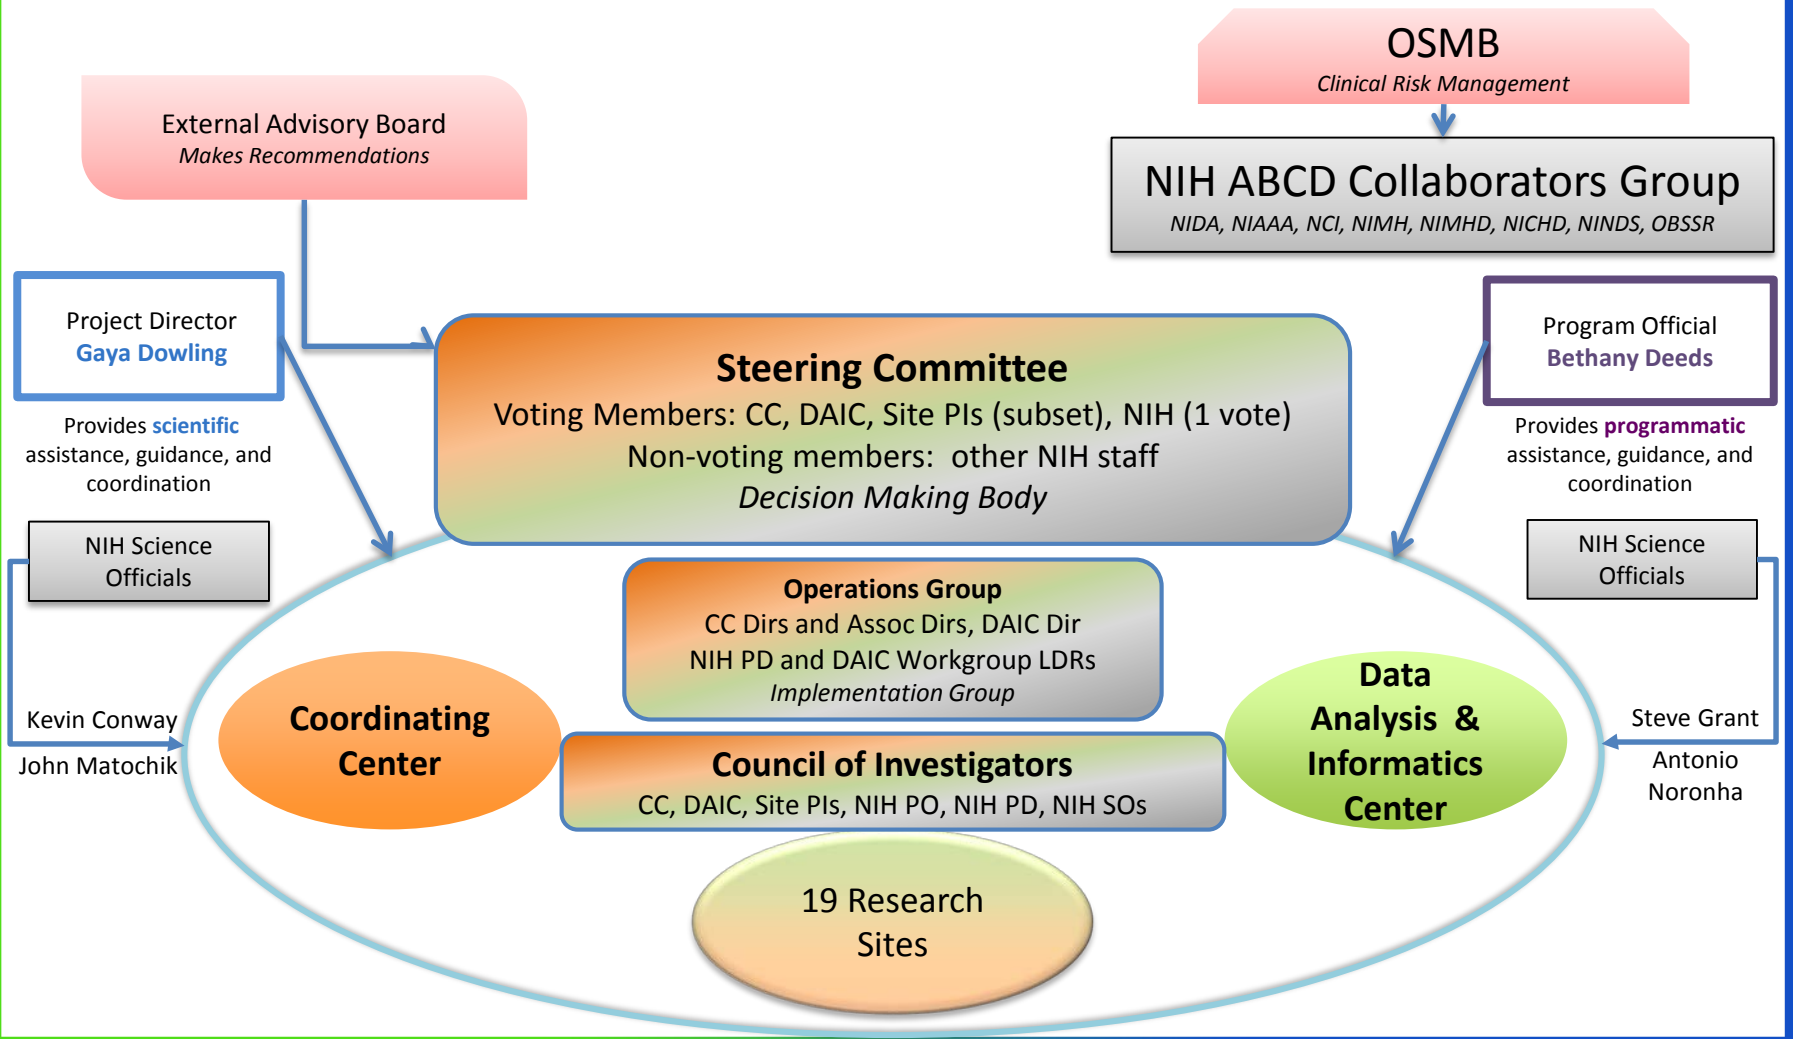 OSMB
Clinical Risk Management
External Advisory Board
Makes Recommendations
NIH ABCD Collaborators Group
NIDA, NIAAA, NCI, NIMH, NIMHD, NICHD, NINDS, OBSSR
Project Director
Gaya Dowling
Provides scientific
assistance, guidance, and
coordination
NIH Science
Officials
Kevin Conway
John Matochik
Steering Committee
Voting Members: CC, DAIC, Site PIs (subset), NIH (1 vote)
Non-voting members: other NIH staff
Decision Making Body
Program Official
Bethany Deeds
Provides programmatic
assistance, guidance, and
coordination
NIH Science
Officials
Steve Grant
Antonio
Noronha
Operations Group
CC Dirs and Assoc Dirs, DAIC Dir
NIH PD and DAIC Workgroup LDRs
Implementation Group
Coordinating
Center
Data
Analysis &
Informatics
Center
Council of Investigators
CC, DAIC, Site PIs, NIH PO, NIH PD, NIH SOs
19 Research
Sites